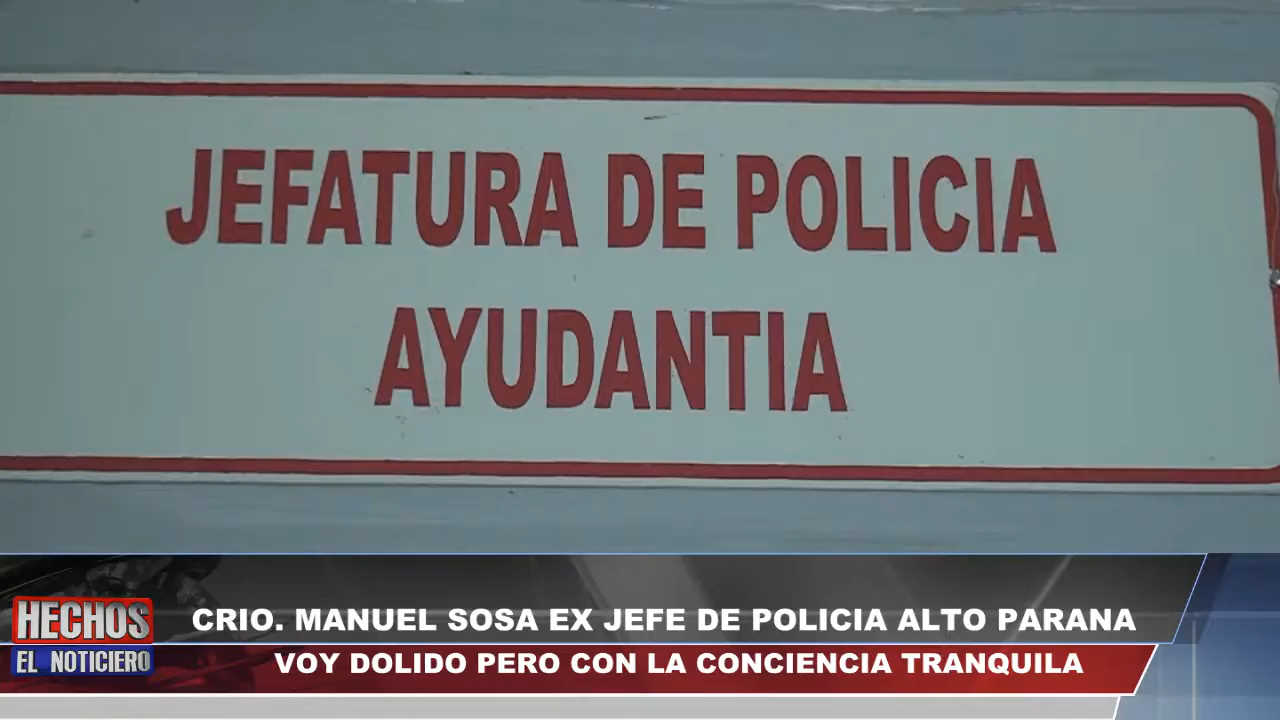 JEFATURA DE POLICIA
AYUDANTIA
HECHOS
EL NOTICIERO
CRIO. MANUEL SOSA EX JEFE DE POLICIA ALTO PARANA
VOY DOLIDO PERO CON LA CONCIENCIA TRANQUILA